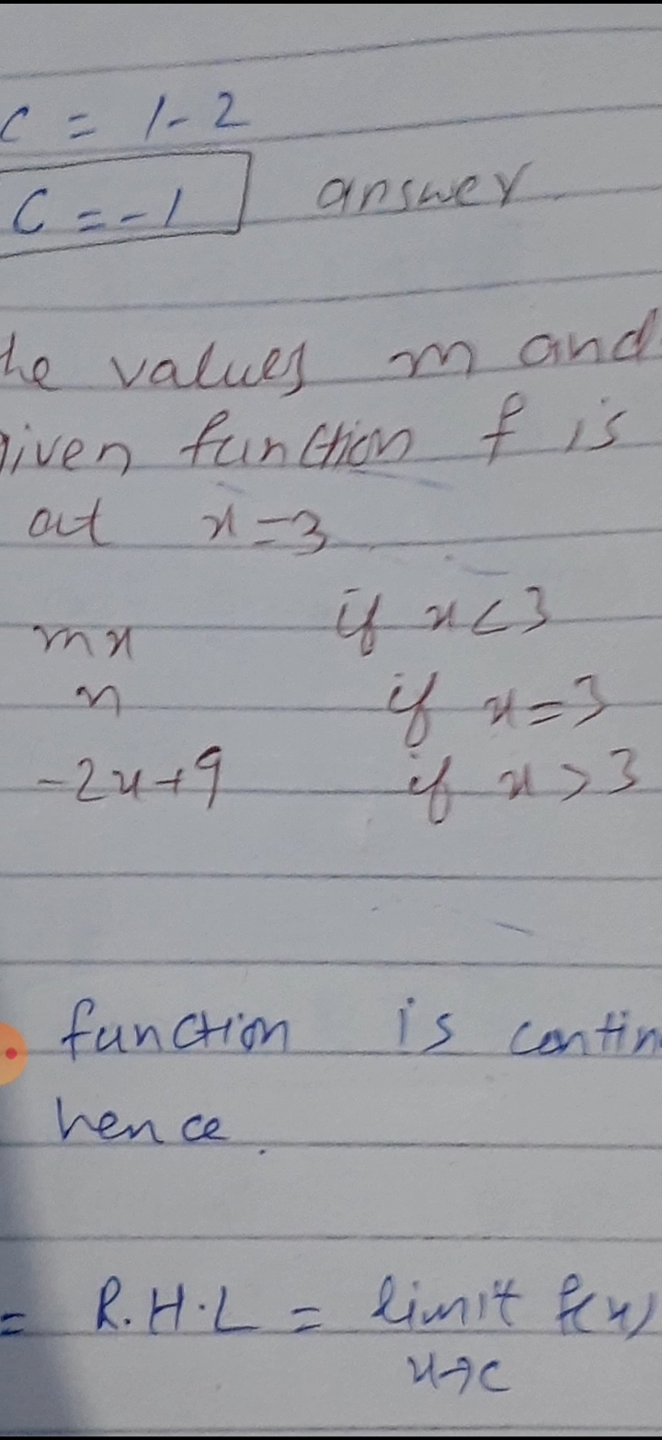 C = 1-2
C = -1 answer
he values m and
given function f is
at x=3
mx if x<3
n if x=3
-2x+9 if x>3
function is contin
hence.
= R.H.L = limit f(x)
x→c